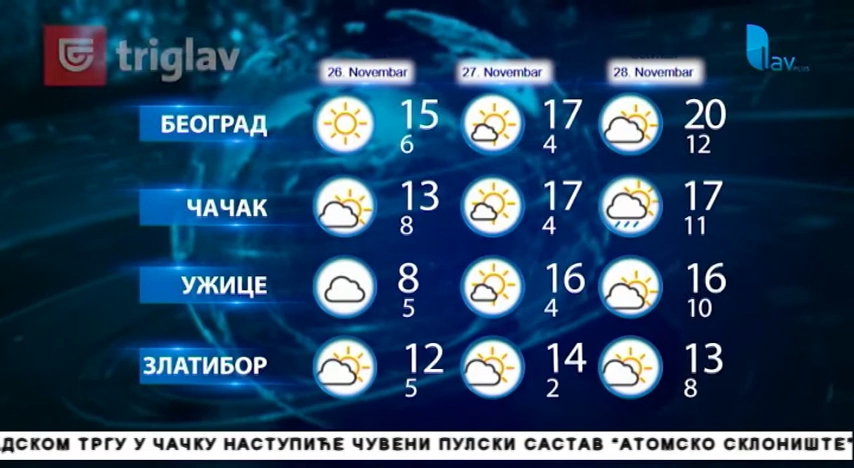 triglav
lav
PLUS
26. Novembar 27. Novembar 28. Novembar
БЕОГРАД 15 6 17 4 20 12
ЧАЧАК 13 8 17 4 17 11
УЖИЦЕ 8 5 16 4 16 10
ЗЛАТИБОР 12 5 14 2 13 8
ДСКОМ ТРГУ У ЧАЧКУ НАСТУПИЋЕ ЧУВЕНИ ПУЛСКИ САСТАВ "АТОМСКО СКЛОНИШТЕ"